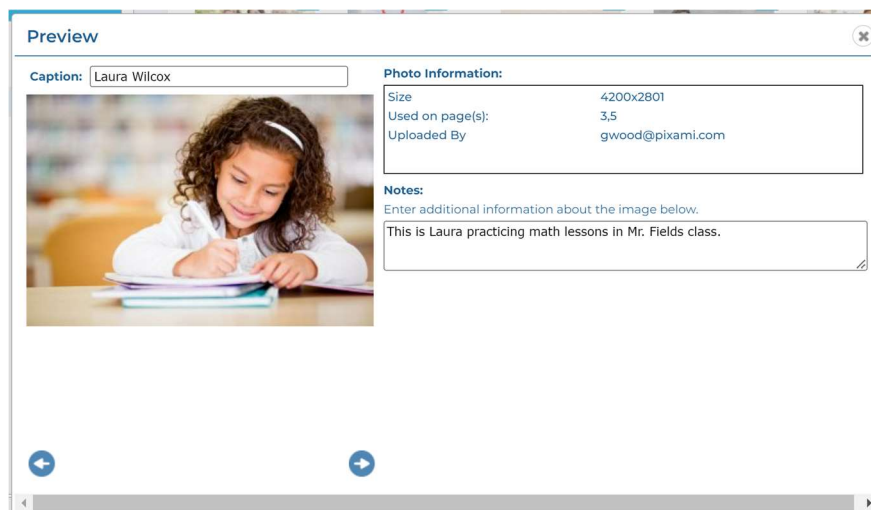 Preview
Caption: Laura Wilcox
Photo Information:
Size 4200x2801
Used on page(s): 3,5
Uploaded By gwood@pixami.com
Notes:
Enter additional information about the image below.
This is Laura practicing math lessons in Mr. Fields class.